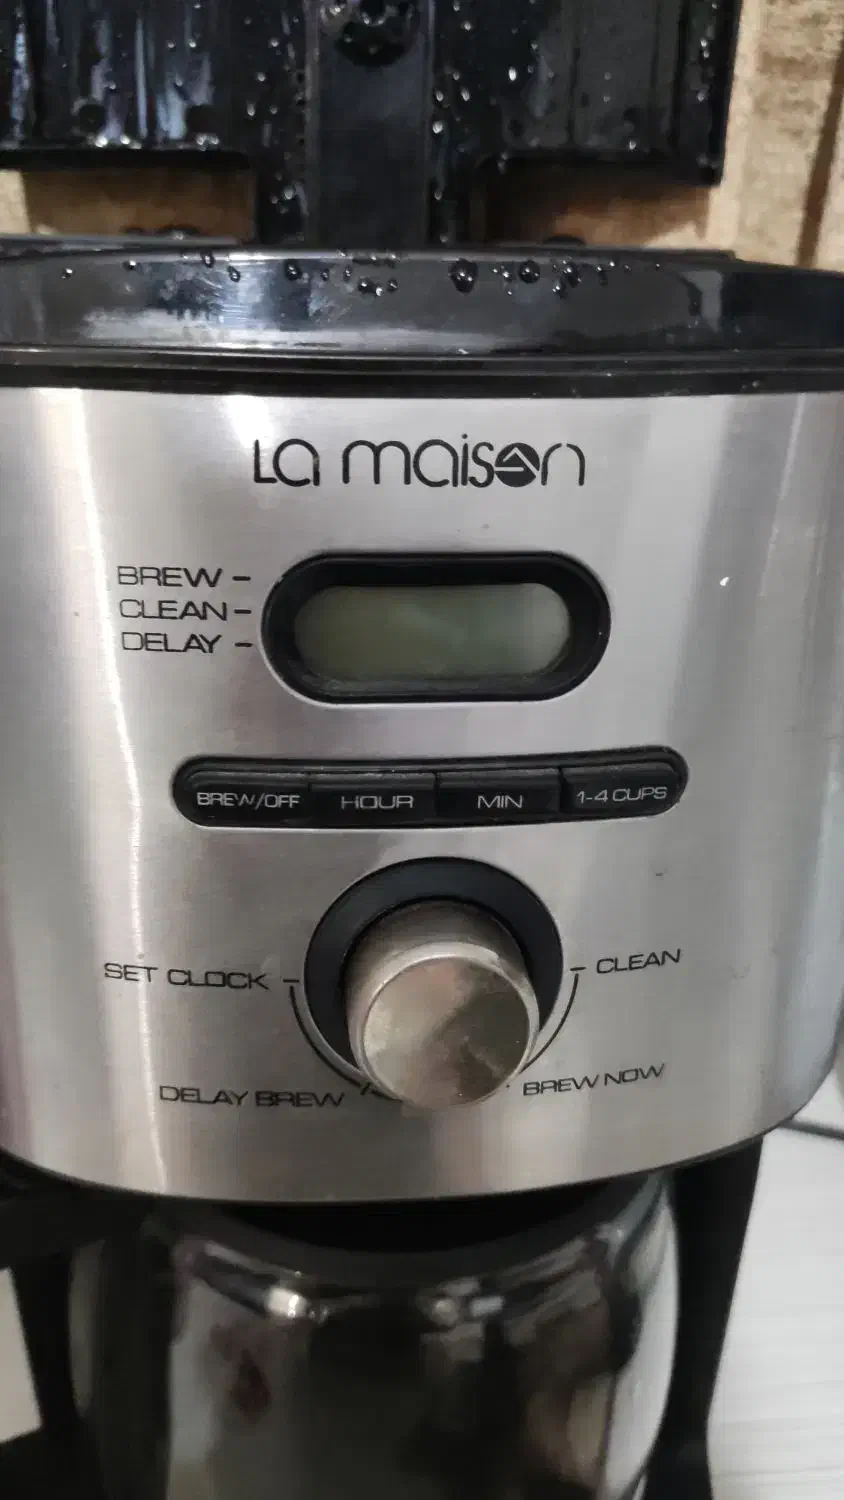 La maison
BREW
CLEAN
DELAY
BREW/OFF HOUR MIN 1-4 CUPS
SET CLOCK CLEAN
DELAY BREW BREW NOW